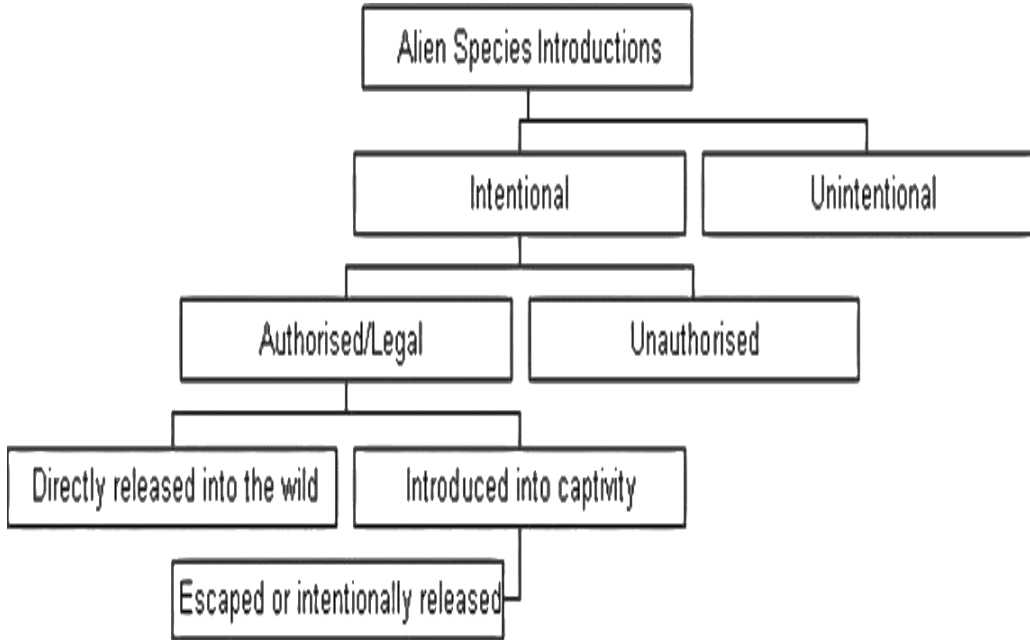 Alien Species Introductions
Intentional
Unintentional
Authorised/Legal
Unauthorised
Directly released into the wild
Introduced into captivity
Escaped or intentionally released